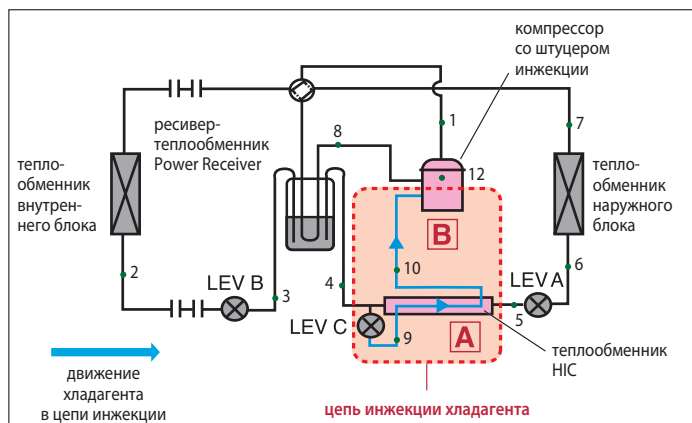 компрессор
со штуцером
инжекции
ресивер-
теплообменник
Power Receiver
8
1
7
12
тепло-
обменник
внутрен-
него блока
тепло-
обменник
наружного
блока
B
2
LEV B
3
4
10
LEV A
6
LEV C
9
A
5
теплообменник
HIC
движение
хладагента
в цепи инжекции
цепь инжекции хладагента